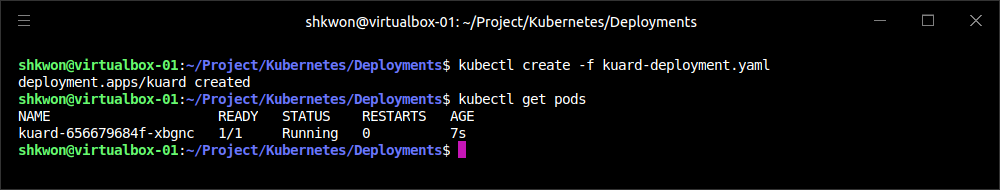 shkwon@virtualbox-01: ~/Project/Kubernetes/Deployments
shkwon@virtualbox-01:~/Project/Kubernetes/Deployments$ kubectl create -f kuard-deployment.yaml
deployment.apps/kuard created
shkwon@virtualbox-01:~/Project/Kubernetes/Deployments$ kubectl get pods
NAME                     READY   STATUS    RESTARTS   AGE
kuard-656679684f-xbgnc   1/1     Running   0          7s
shkwon@virtualbox-01:~/Project/Kubernetes/Deployments$